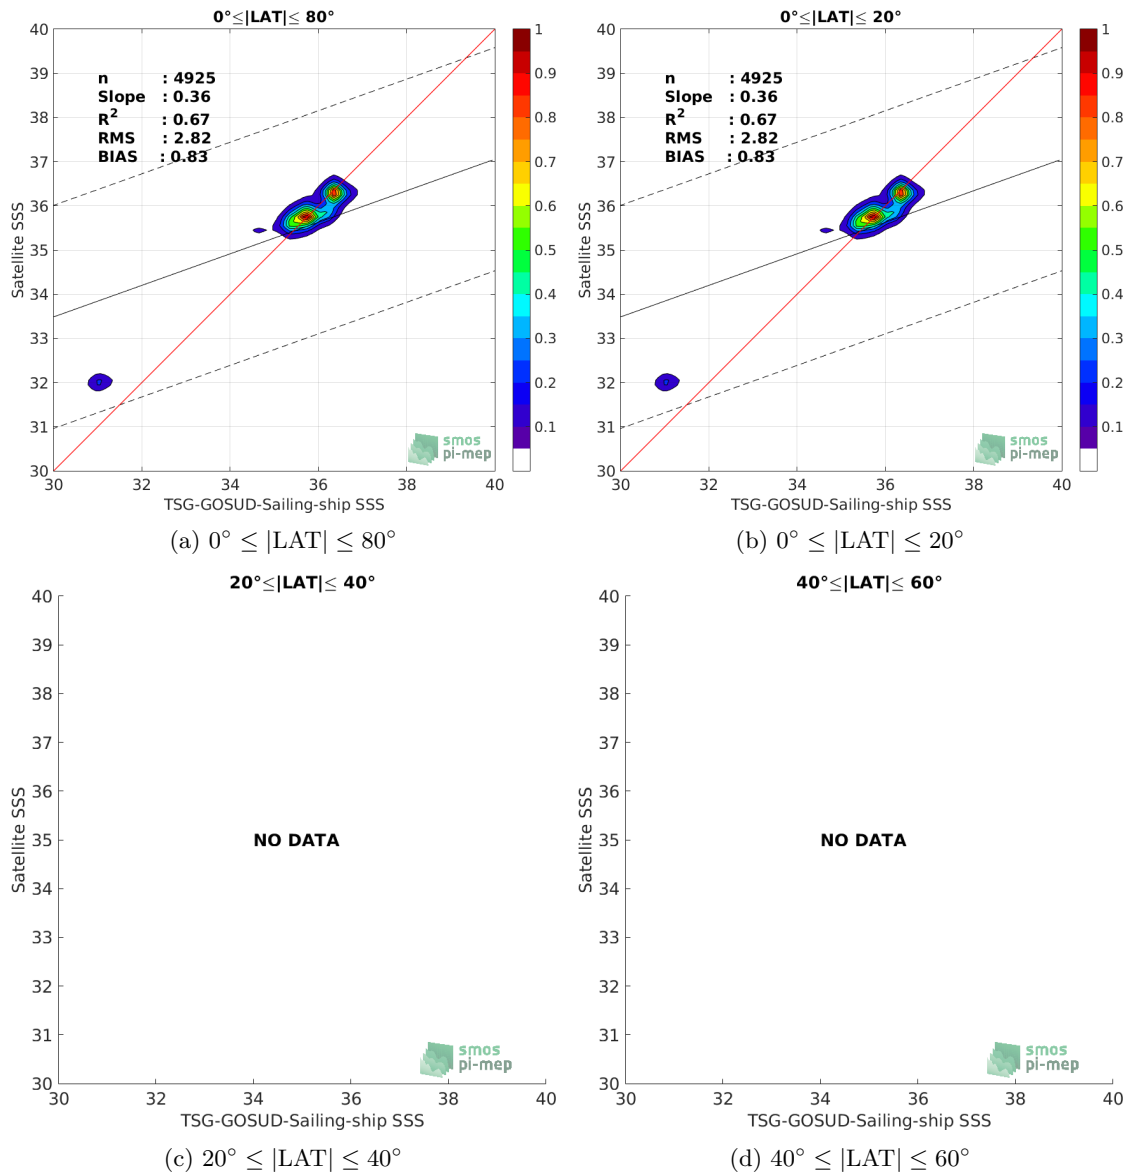 0°≤|LAT|≤ 80°
40
39
38
37
36
35
34
33
32
31
30
Satellite SSS
n : 4925
Slope : 0.36
R2 : 0.67
RMS : 2.82
BIAS : 0.83
1
0.9
0.8
0.7
0.6
0.5
0.4
0.3
0.2
0.1
smos
pi-mep
30 32 34 36 38 40
TSG-GOSUD-Sailing-ship SSS
(a) 0° ≤ |LAT| ≤ 80°
0°≤|LAT|≤ 20°
40
39
38
37
36
35
34
33
32
31
30
Satellite SSS
n : 4925
Slope : 0.36
R2 : 0.67
RMS : 2.82
BIAS : 0.83
1
0.9
0.8
0.7
0.6
0.5
0.4
0.3
0.2
0.1
smos
pi-mep
30 32 34 36 38 40
TSG-GOSUD-Sailing-ship SSS
(b) 0° ≤ |LAT| ≤ 20°
20°≤|LAT|≤ 40°
40
39
38
37
36
35
34
33
32
31
30
Satellite SSS
NO DATA
smos
pi-mep
30 32 34 36 38 40
TSG-GOSUD-Sailing-ship SSS
(c) 20° ≤ |LAT| ≤ 40°
40°≤|LAT|≤ 60°
40
39
38
37
36
35
34
33
32
31
30
Satellite SSS
NO DATA
smos
pi-mep
30 32 34 36 38 40
TSG-GOSUD-Sailing-ship SSS
(d) 40° ≤ |LAT| ≤ 60°